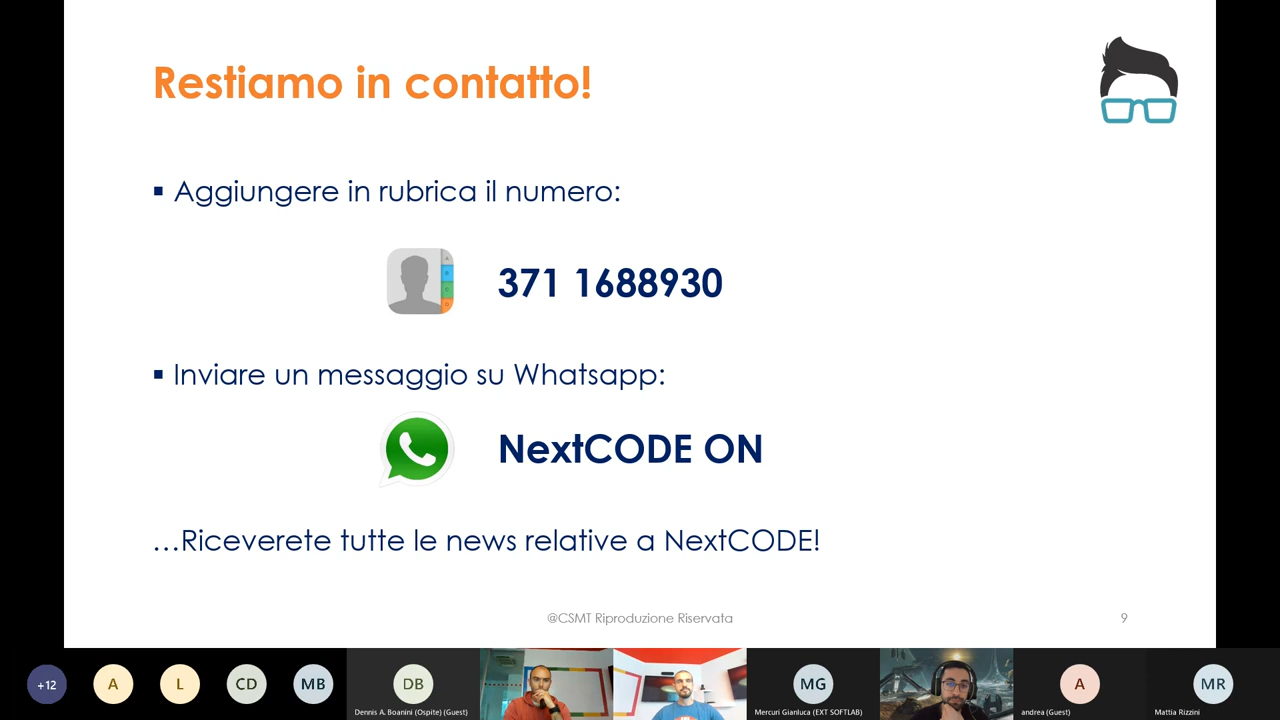 Restiamo in contatto!
▪ Aggiungere in rubrica il numero:
371 1688930
▪ Inviare un messaggio su Whatsapp:
NextCODE ON
…Riceverete tutte le news relative a NextCODE!
@CSMT Riproduzione Riservata
9
+12
A
L
CD
MB
DB
Dennis A. Boanini (Ospite) (Guest)
MG
Mercuri Gianluca (EXT SOFTLAB)
A
andrea (Guest)
MR
Mattia Rizzini